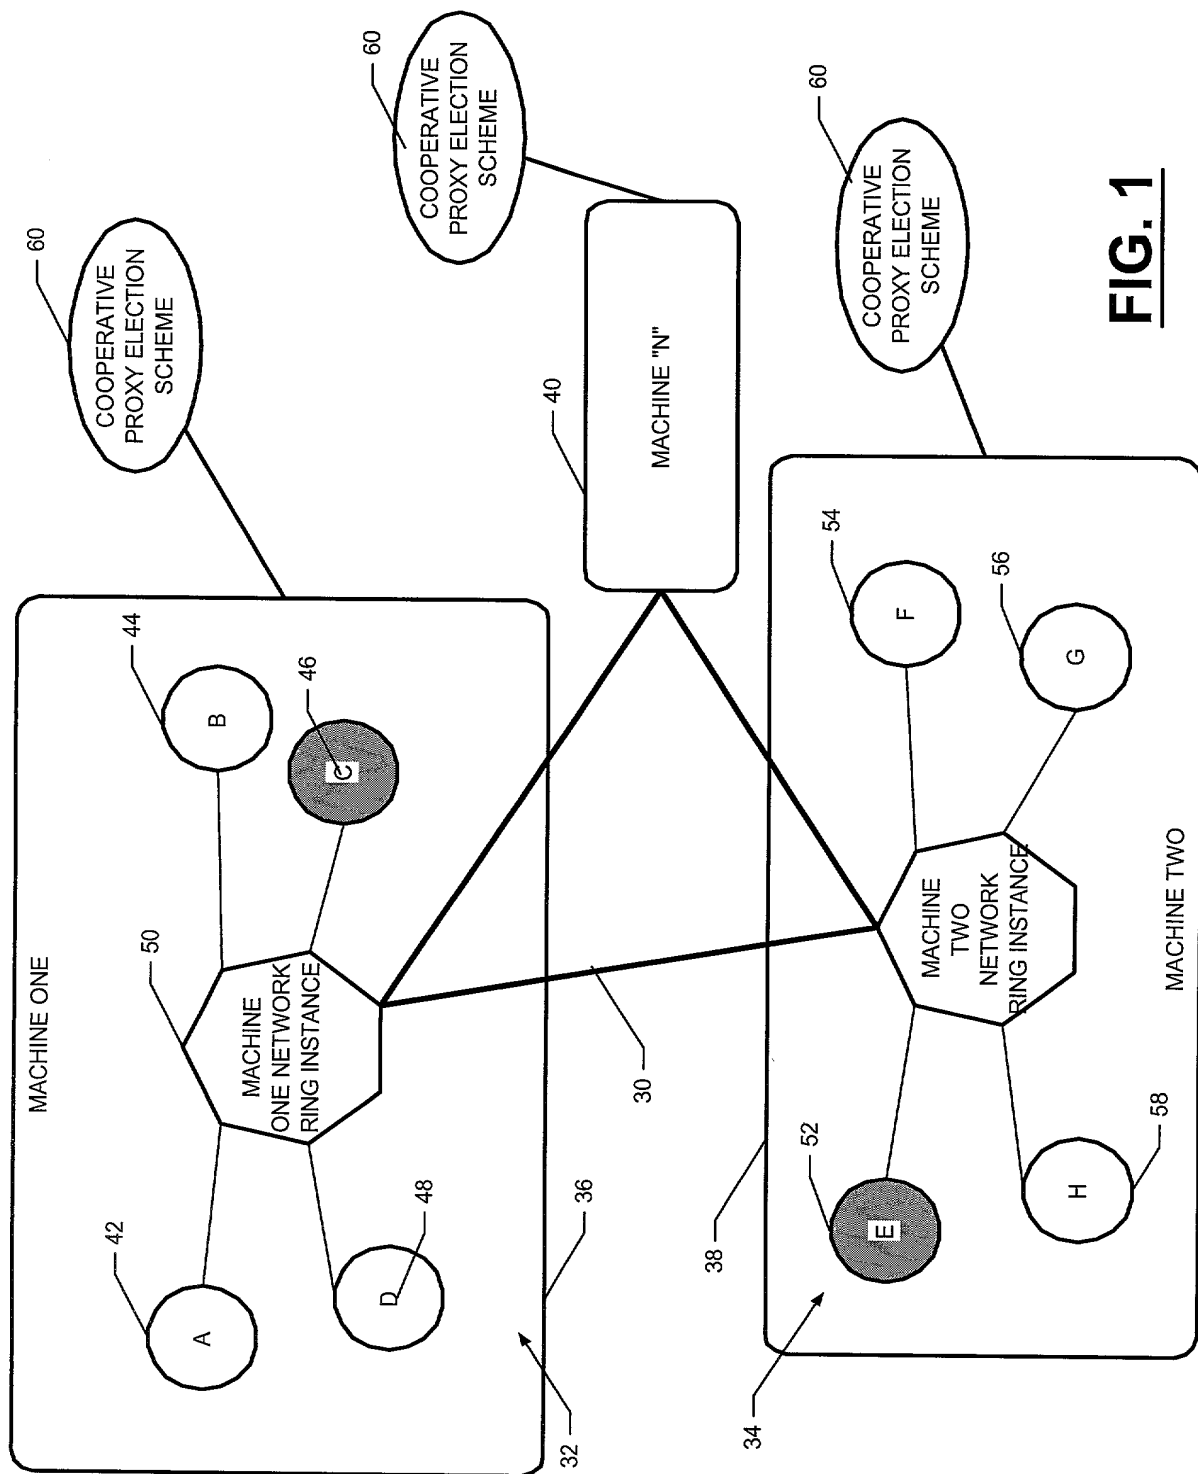 MACHINE ONE
42
A
50
MACHINE
ONE NETWORK
RING INSTANCE
44
B
46
C
48
D
32
36
60
COOPERATIVE
PROXY ELECTION
SCHEME
60
COOPERATIVE
PROXY ELECTION
SCHEME
40
MACHINE "N"
30
38
52
E
34
MACHINE
TWO
NETWORK
RING INSTANCE
54
F
56
G
58
H
MACHINE TWO
60
COOPERATIVE
PROXY ELECTION
SCHEME
FIG. 1